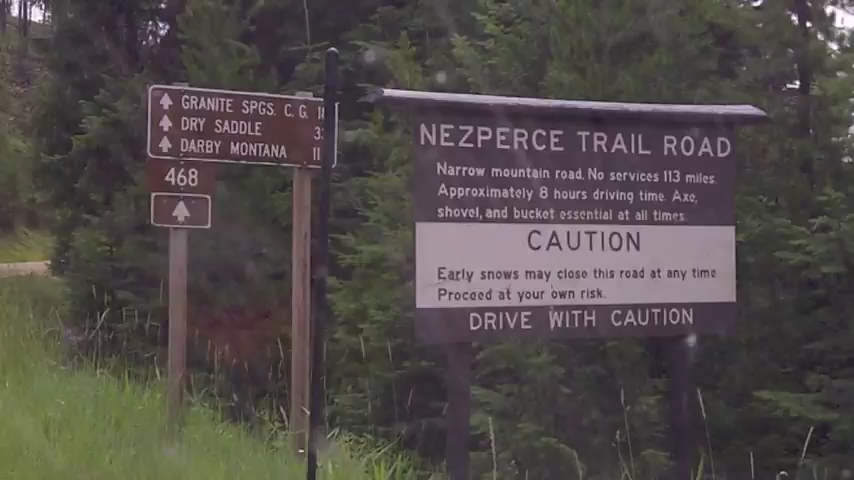 GRANITE SPGS. C. G.
DRY SADDLE
DARBY MONTANA
468
NEZPERCE TRAIL ROAD
Narrow mountain road. No services 113 miles.
Approximately 8 hours driving time. Axe,
shovel, and bucket essential at all times.
CAUTION
Early snows may close this road at any time
Proceed at your own risk.
DRIVE WITH CAUTION